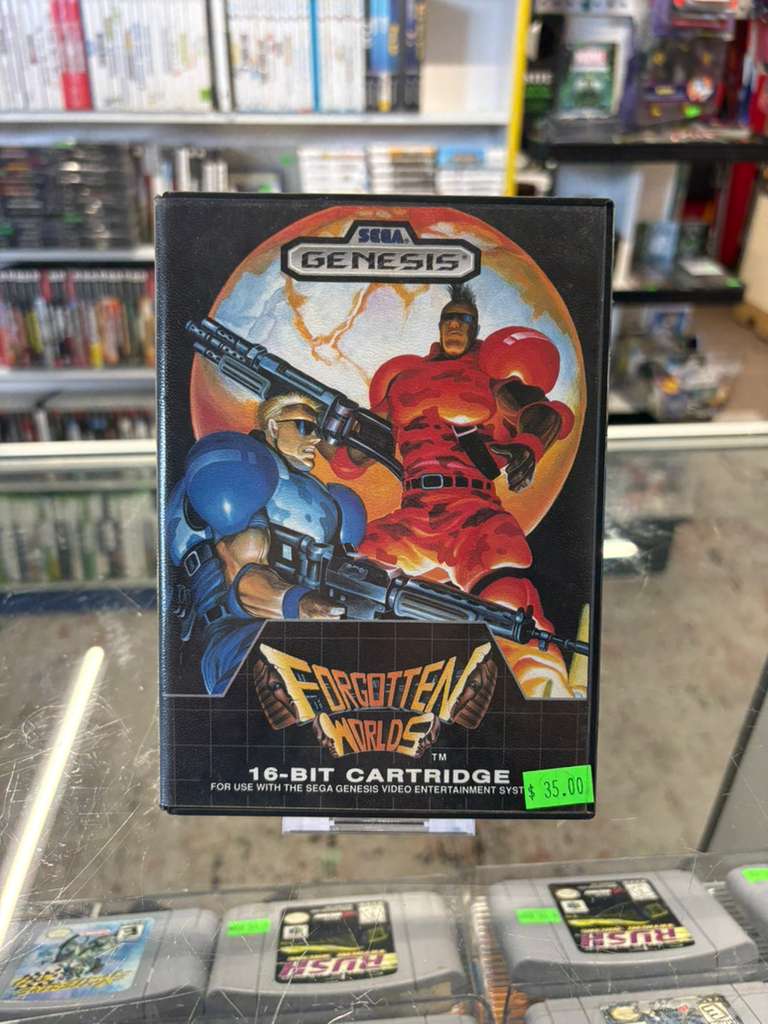 SEGA
GENESIS
FORGOTTEN
WORLDS
TM
16-BIT CARTRIDGE
FOR USE WITH THE SEGA GENESIS VIDEO ENTERTAINMENT SYST
$ 35.00
RUSH
RUSH